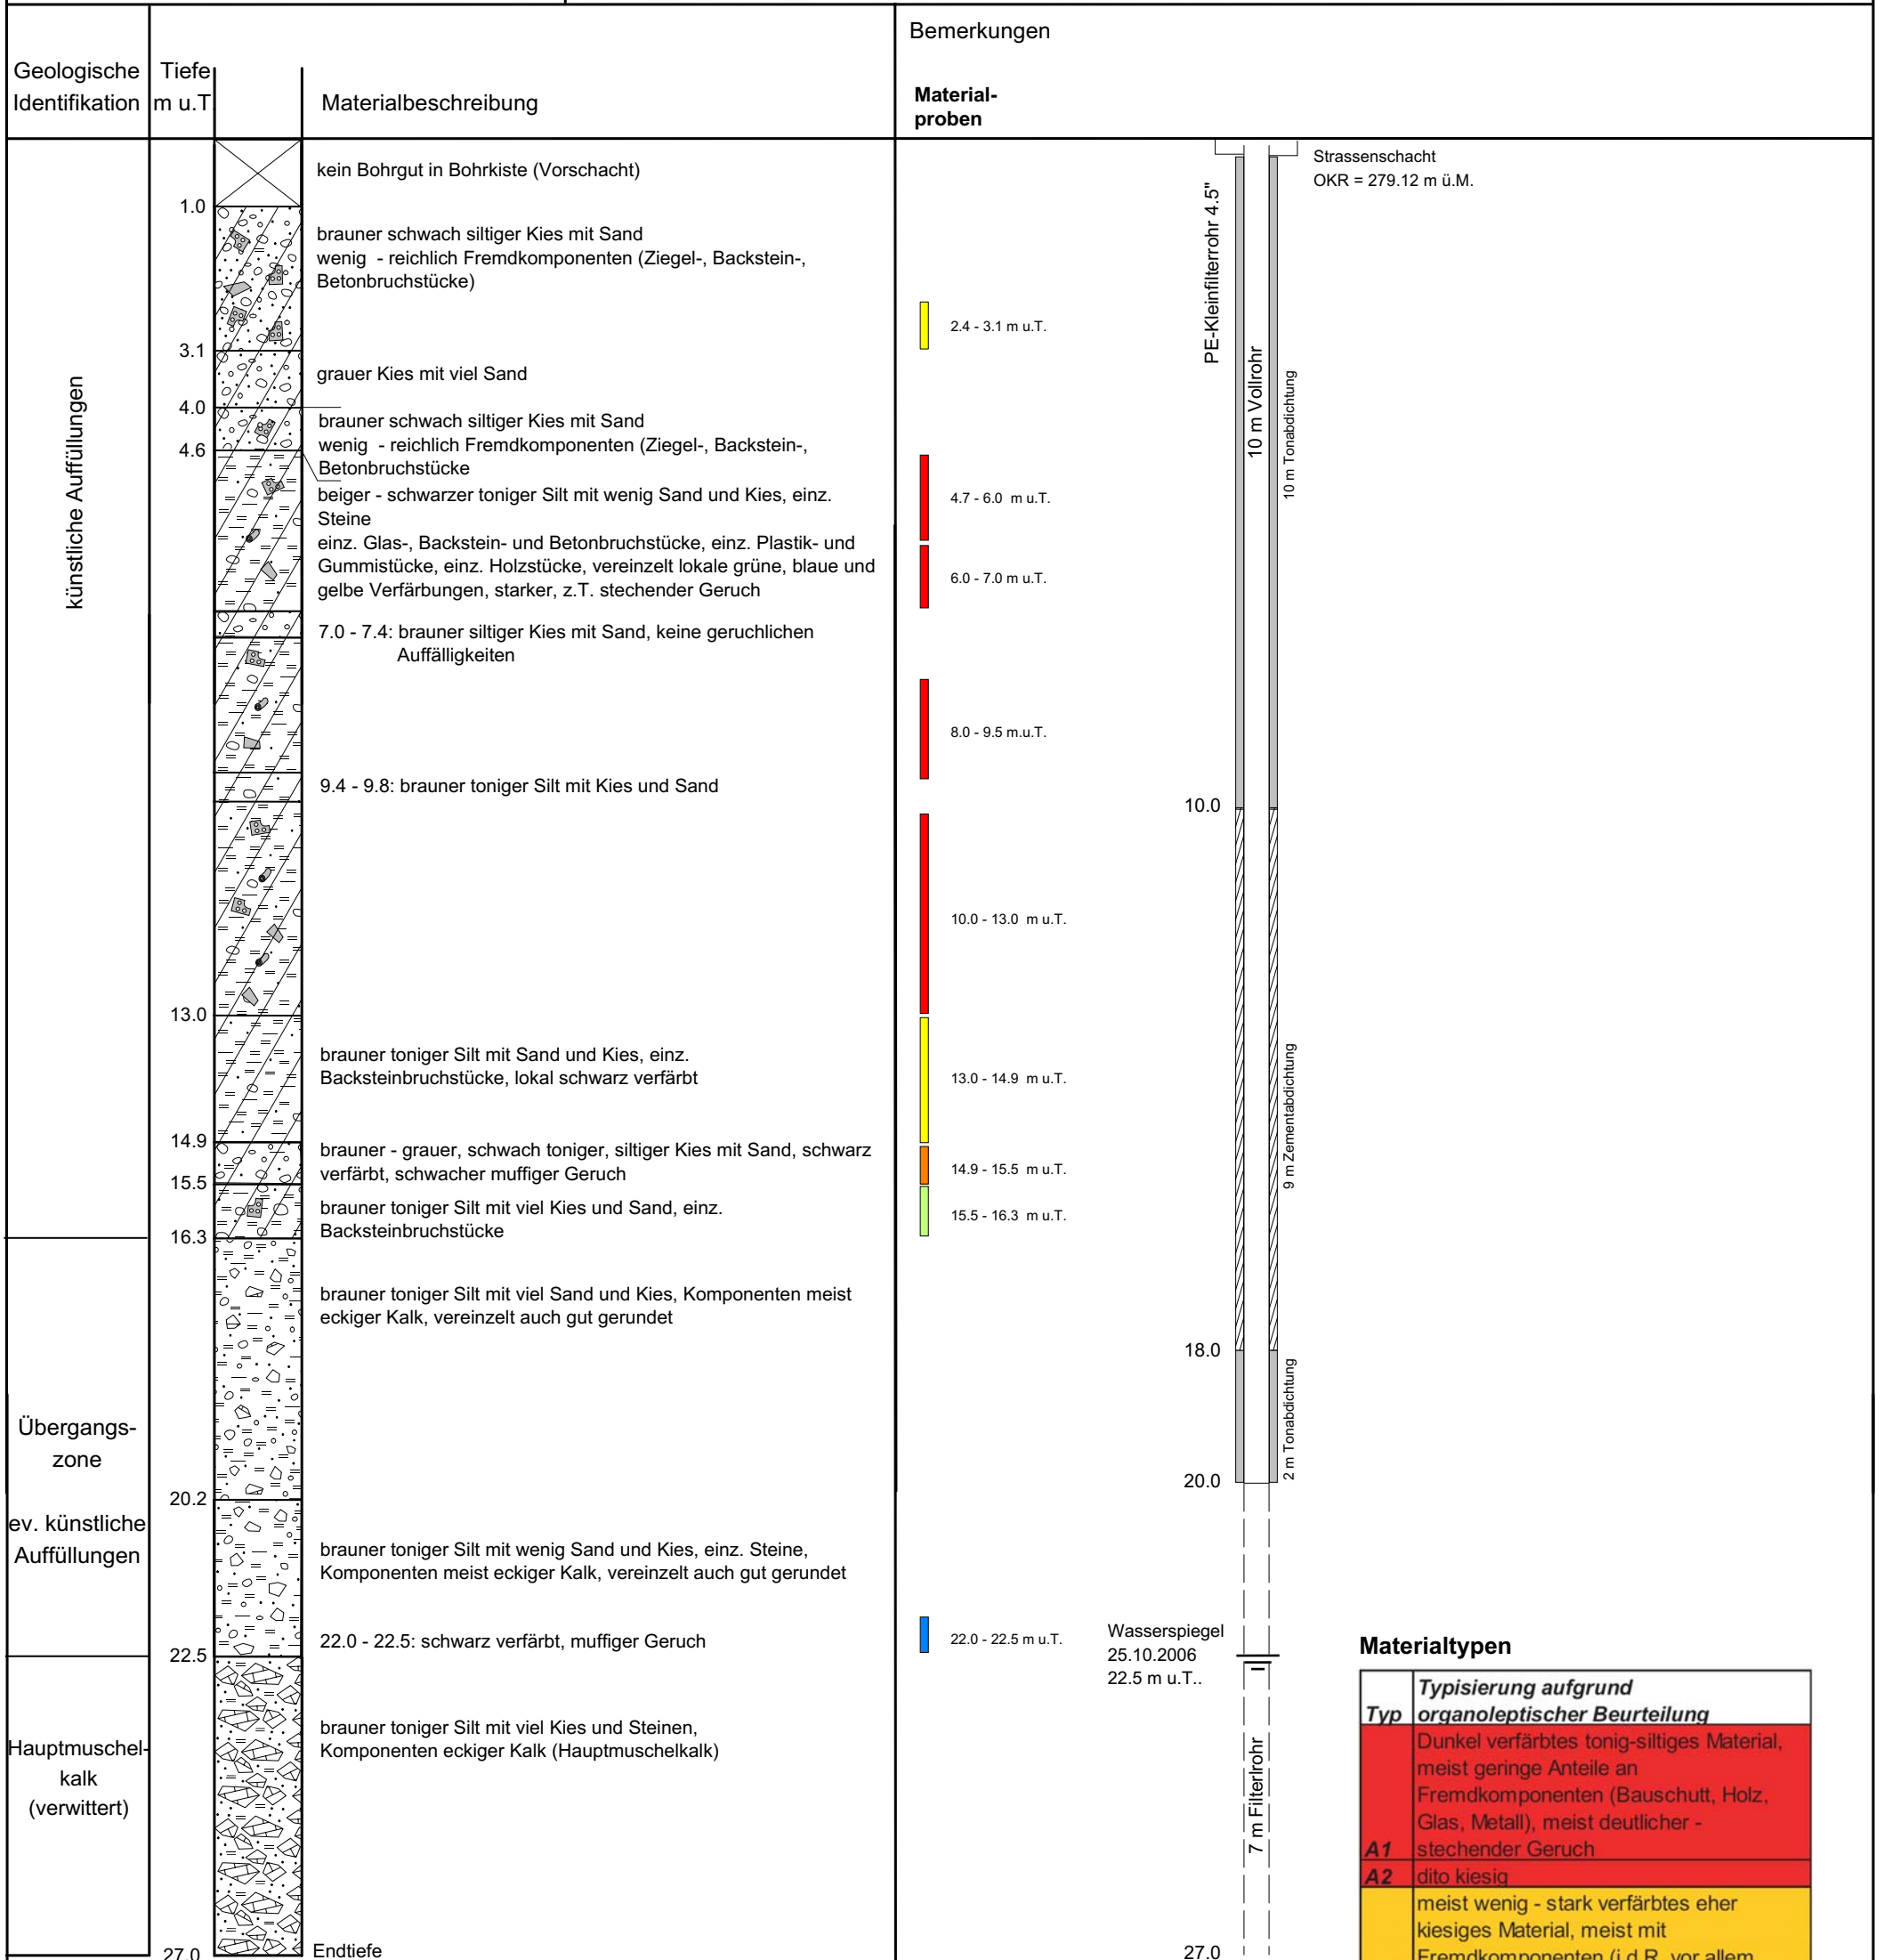 Bemerkungen
Geologische
Identifikation
Tiefe
m u.T.
Materialbeschreibung
Material-
proben
künstliche Auffüllungen
kein Bohrgut in Bohrkiste (Vorschacht)
1.0
brauner schwach siltiger Kies mit Sand
wenig - reichlich Fremdkomponenten (Ziegel-, Backstein-,
Betonbruchstücke)
2.4 - 3.1 m u.T.
3.1
grauer Kies mit viel Sand
4.0
brauner schwach siltiger Kies mit Sand
wenig - reichlich Fremdkomponenten (Ziegel-, Backstein-,
Betonbruchstücke
4.6
beiger - schwarzer toniger Silt mit wenig Sand und Kies, einz.
Steine
einz. Glas-, Backstein- und Betonbruchstücke, einz. Plastik- und
Gummistücke, einz. Holzstücke, vereinzelt lokale grüne, blaue und
gelbe Verfärbungen, starker, z.T. stechender Geruch
4.7 - 6.0 m u.T.
6.0 - 7.0 m u.T.
7.0 - 7.4: brauner siltiger Kies mit Sand, keine geruchlichen
Auffälligkeiten
8.0 - 9.5 m.u.T.
9.4 - 9.8: brauner toniger Silt mit Kies und Sand
10.0 - 13.0 m u.T.
13.0
brauner toniger Silt mit Sand und Kies, einz.
Backsteinbruchstücke, lokal schwarz verfärbt
13.0 - 14.9 m u.T.
14.9
brauner - grauer, schwach toniger, siltiger Kies mit Sand, schwarz
verfärbt, schwacher muffiger Geruch
14.9 - 15.5 m u.T.
15.5
brauner toniger Silt mit viel Kies und Sand, einz.
Backsteinbruchstücke
15.5 - 16.3 m u.T.
16.3
brauner toniger Silt mit viel Sand und Kies, Komponenten meist
eckiger Kalk, vereinzelt auch gut gerundet
Übergangs-
zone
20.2
ev. künstliche
Auffüllungen
brauner toniger Silt mit wenig Sand und Kies, einz. Steine,
Komponenten meist eckiger Kalk, vereinzelt auch gut gerundet
22.0 - 22.5: schwarz verfärbt, muffiger Geruch
22.0 - 22.5 m u.T.
22.5
Hauptmuschel-
kalk
(verwittert)
brauner toniger Silt mit viel Kies und Steinen,
Komponenten eckiger Kalk (Hauptmuschelkalk)
27.0
Endtiefe
Strassenschacht
OKR = 279.12 m ü.M.
PE-Kleinfilterrohr 4.5"
10 m Vollrohr
10 m Tonabdichtung
10.0
9 m Zementabdichtung
18.0
2 m Tonabdichtung
20.0
Wasserspiegel
25.10.2006
22.5 m u.T..
7 m Filterlrohr
27.0
Materialtypen
Typ
Typisierung aufgrund
organoleptischer Beurteilung
Dunkel verfärbtes tonig-siltiges Material,
meist geringe Anteile an
Fremdkomponenten (Bauschutt, Holz,
Glas, Metall), meist deutlicher -
A1 stechender Geruch
A2 dito kiesig
meist wenig - stark verfärbtes eher
kiesiges Material, meist mit
Fremdkomponenten (i.d.R. vor allem